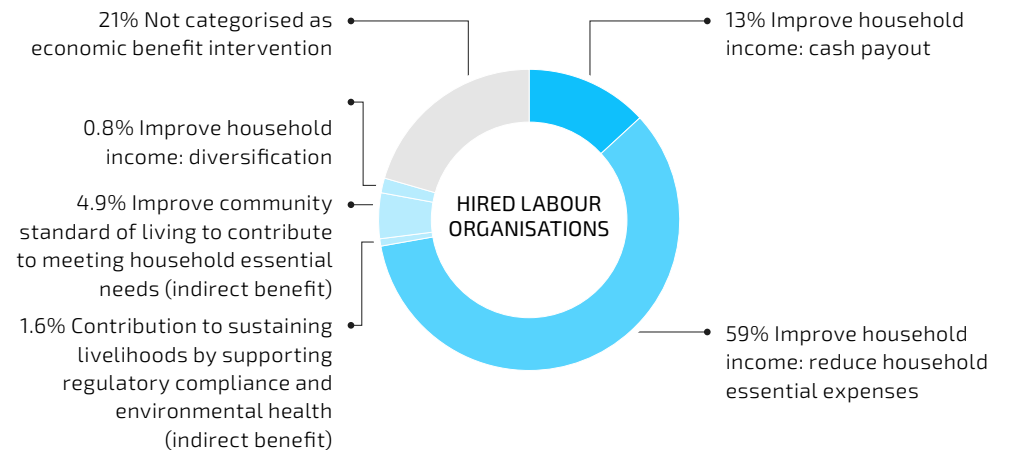 21% Not categorised as
economic benefit intervention
0.8% Improve household
income: diversification
4.9% Improve community
standard of living to contribute
to meeting household essential
needs (indirect benefit)
1.6% Contribution to sustaining
livelihoods by supporting
regulatory compliance and
environmental health
(indirect benefit)
HIRED LABOUR
ORGANISATIONS
13% Improve household
income: cash payout
59% Improve household
income: reduce household
essential expenses